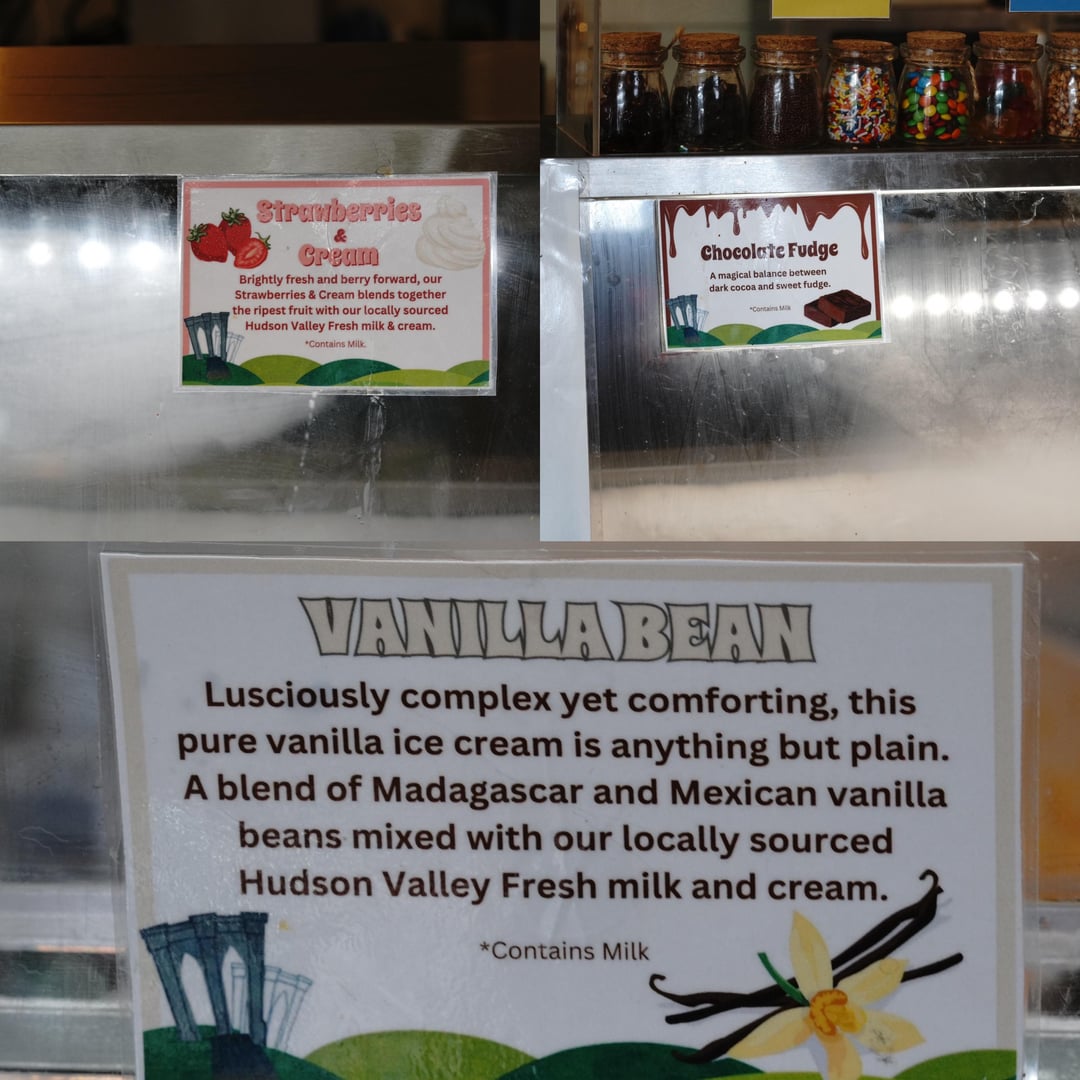 Strawberries
&
Cream
Brightly fresh and berry forward, our
Strawberries & Cream blends together
the ripest fruit with our locally sourced
Hudson Valley Fresh milk & cream.
*Contains Milk.
Chocolate Fudge
A magical balance between
dark cocoa and sweet fudge.
*Contains Milk
VANILLA BEAN
Lusciously complex yet comforting, this
pure vanilla ice cream is anything but plain.
A blend of Madagascar and Mexican vanilla
beans mixed with our locally sourced
Hudson Valley Fresh milk and cream.
*Contains Milk